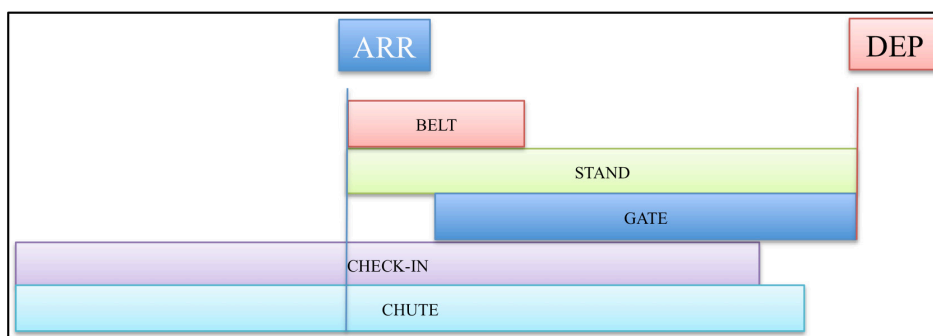 ARR
DEP
BELT
STAND
GATE
CHECK-IN
CHUTE